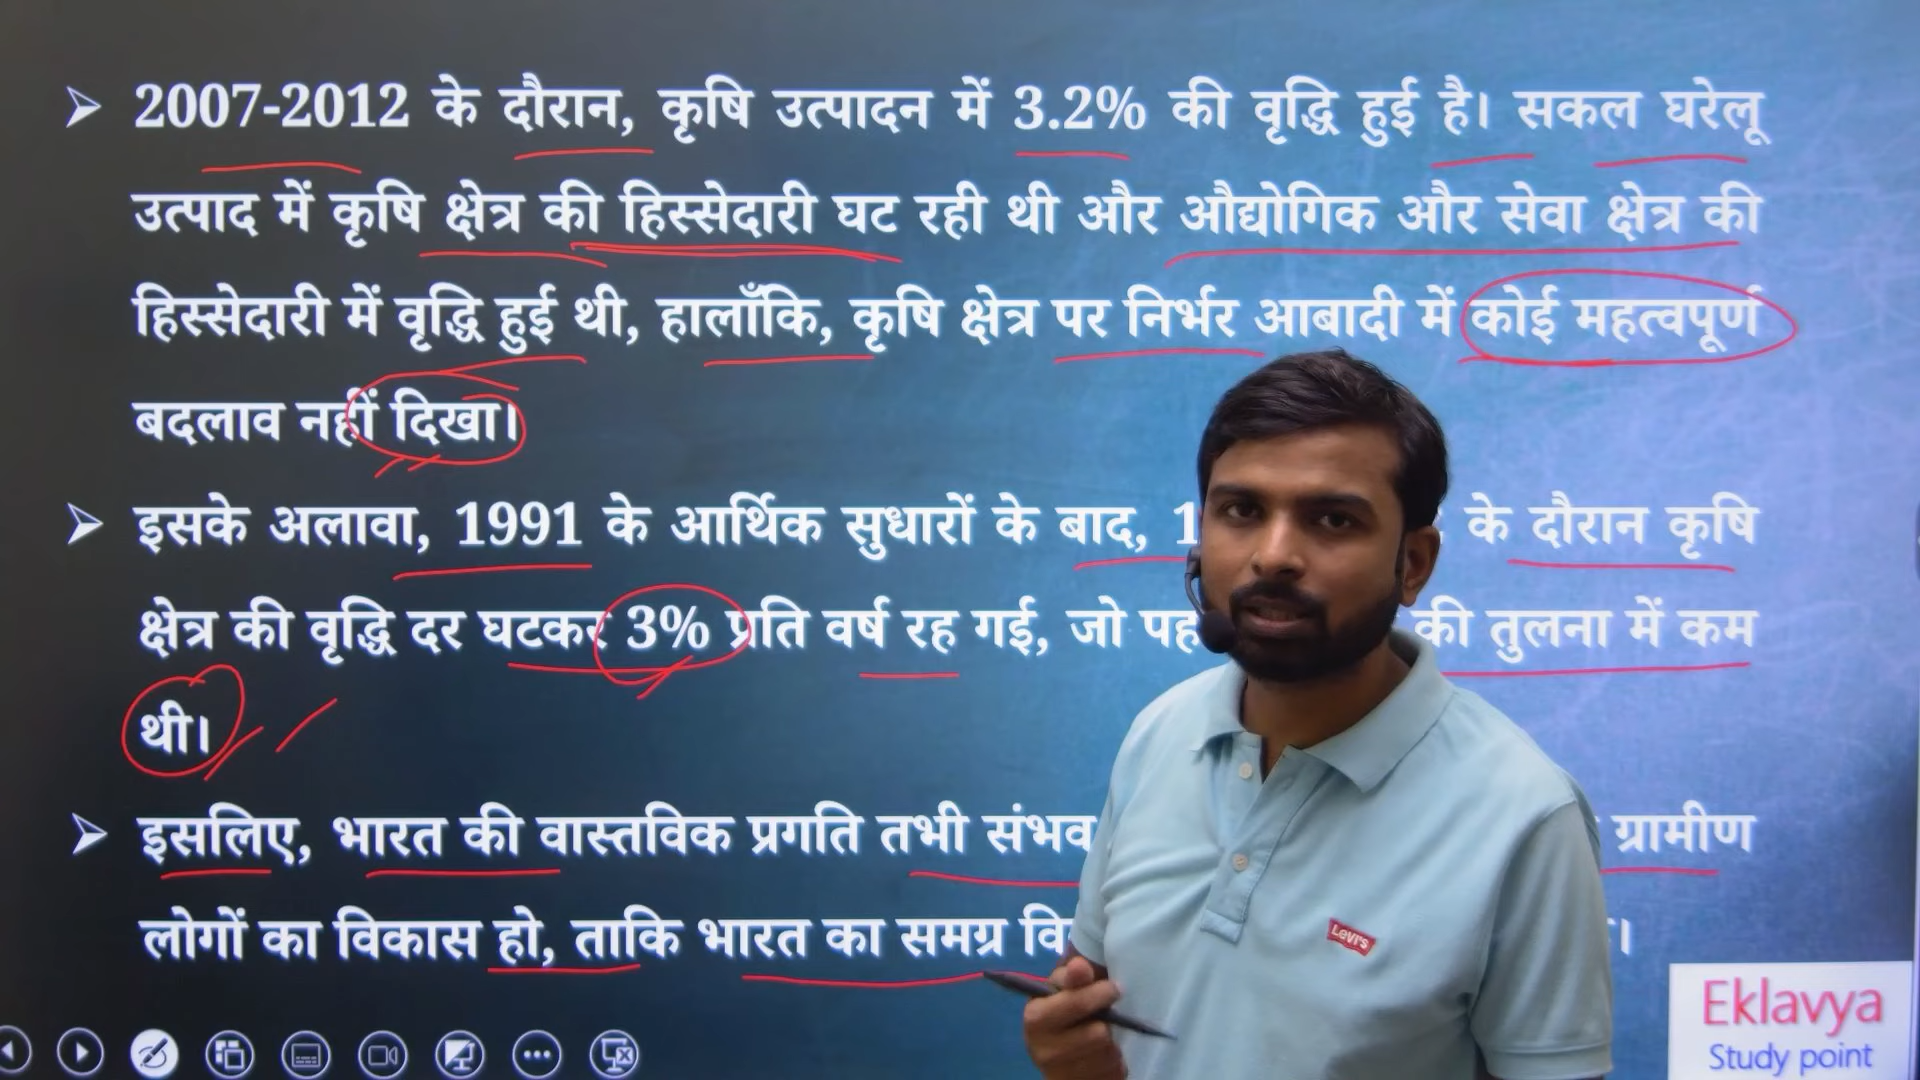 ➤ 2007-2012 के दौरान, कृषि उत्पादन में 3.2% की वृद्धि हुई है। सकल घरेलू
उत्पाद में कृषि क्षेत्र की हिस्सेदारी घट रही थी और औद्योगिक और सेवा क्षेत्र की
हिस्सेदारी में वृद्धि हुई थी, हालाँकि, कृषि क्षेत्र पर निर्भर आबादी में कोई महत्वपूर्ण
बदलाव नहीं दिखा।
➤ इसके अलावा, 1991 के आर्थिक सुधारों के बाद, के दौरान कृषि
क्षेत्र की वृद्धि दर घटकर 3% प्रति वर्ष रह गई, जो की तुलना में कम
थी।
➤ इसलिए, भारत की वास्तविक प्रगति तभी संभव ग्रामीण
लोगों का विकास हो, ताकि भारत का समग्र
Levi's
Eklavya
Study point